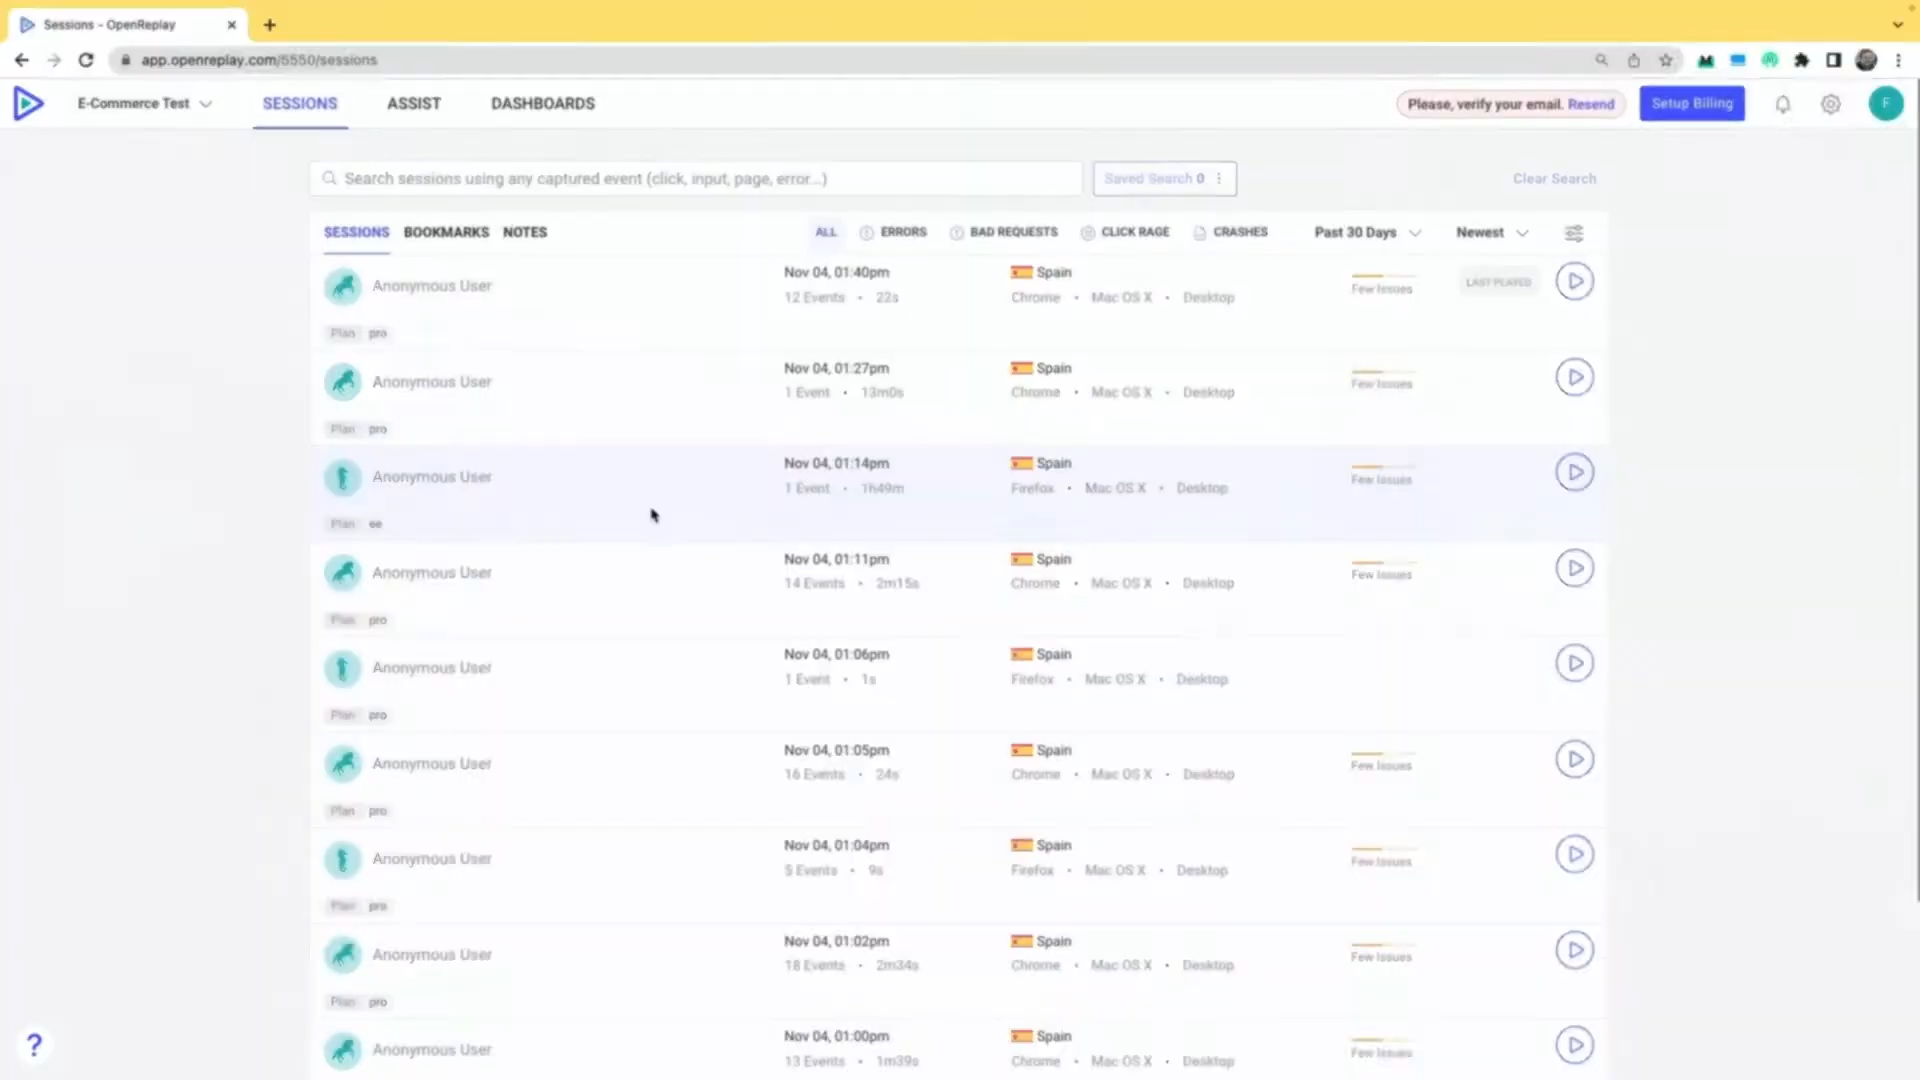 Sessions - OpenReplay
app.openreplay.com/5550/sessions
E-Commerce Test SESSIONS ASSIST DASHBOARDS Please, verify your email. Resend Setup Billing F
Search sessions using any captured event (click, input, page, error...) Saved Search 0 Clear Search
SESSIONS BOOKMARKS NOTES ALL ERRORS BAD REQUESTS CLICK RAGE CRASHES Past 30 Days Newest
Nov 04, 01:40pm Spain
Anonymous User 12 Events • 22s Chrome • Mac OS X • Desktop Few Issues LAST PLAYED
Plan pro
Nov 04, 01:27pm Spain
Anonymous User 1 Event • 13m0s Chrome • Mac OS X • Desktop Few Issues
Plan pro
Nov 04, 01:14pm Spain
Anonymous User 1 Event • 1h49m Firefox • Mac OS X • Desktop Few Issues
Plan ee
Nov 04, 01:11pm Spain
Anonymous User 14 Events • 2m15s Chrome • Mac OS X • Desktop Few Issues
Plan pro
Nov 04, 01:06pm Spain
Anonymous User 1 Event • 1s Firefox • Mac OS X • Desktop
Plan pro
Nov 04, 01:05pm Spain
Anonymous User 16 Events • 24s Chrome • Mac OS X • Desktop Few Issues
Plan pro
Nov 04, 01:04pm Spain
Anonymous User 5 Events • 9s Firefox • Mac OS X • Desktop Few Issues
Plan pro
Nov 04, 01:02pm Spain
Anonymous User 18 Events • 2m34s Chrome • Mac OS X • Desktop Few Issues
Plan pro
Nov 04, 01:00pm Spain
Anonymous User 13 Events • 1m39s Chrome • Mac OS X • Desktop Few Issues
?